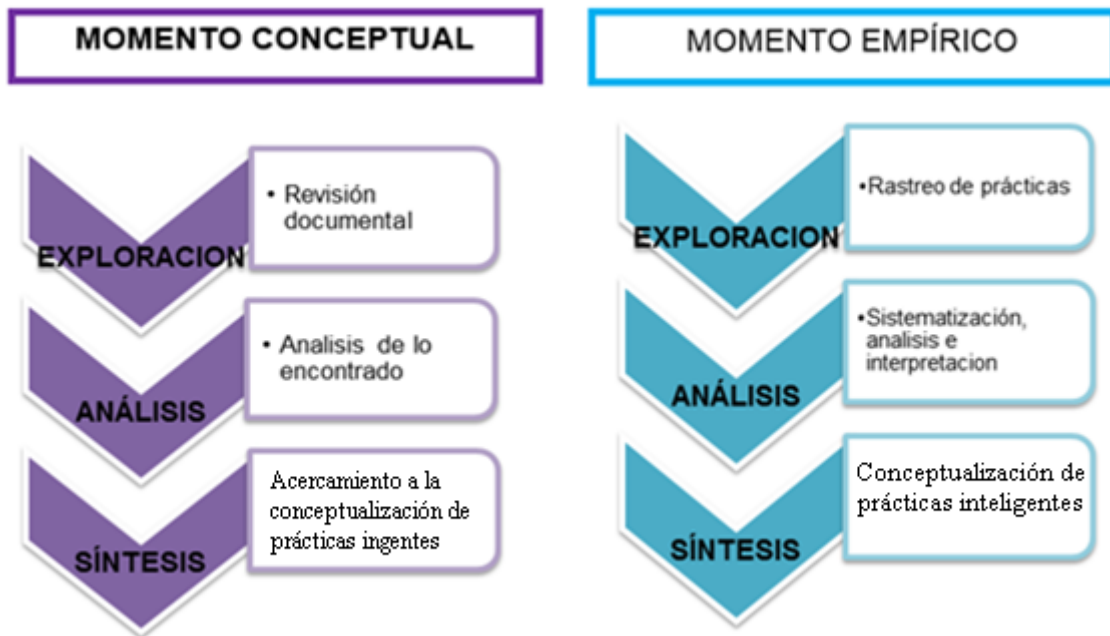 MOMENTO CONCEPTUAL
• Revisión
documental
EXPLORACION
• Analisis de lo
encontrado
ANÁLISIS
Acercamiento a la
conceptualización de
prácticas ingentes
SÍNTESIS
MOMENTO EMPÍRICO
•Rastreo de prácticas
EXPLORACION
•Sistematización,
analisis e
interpretacion
ANÁLISIS
Conceptualización de
prácticas inteligentes
SÍNTESIS